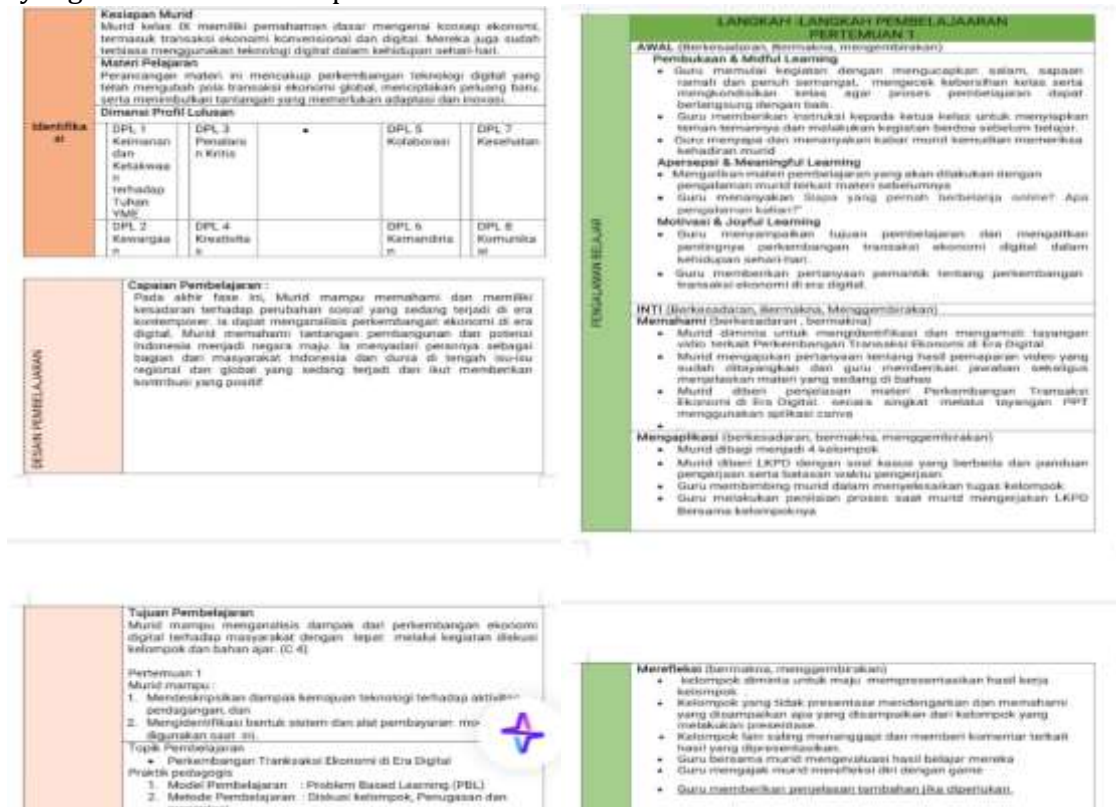 Kesiapan Murid
Murid kelas IX memiliki pemahaman dasar mengenai konsep ekonomi,
termasuk transaksi ekonomi konvensional dan digital. Mereka juga sudah
terbiasa menggunakan teknologi digital dalam kehidupan sehari-hari.
Materi Pelajaran
Perancangan materi ini mencakup perkembangan teknologi digital yang
telah mengubah pola transaksi ekonomi global, menciptakan peluang baru,
serta menimbulkan tantangan yang memerlukan adaptasi dan inovasi.
Dimensi Profil Lulusan
Identifika
si
DPL 1
Keimanan
dan
Ketakwaa
n
terhadap
Tuhan
YME
DPL 3
Penalara
n Kritis
DPL 5
Kolaborasi
DPL 7
Kesehatan
DPL 2
Kewargaa
n
DPL 4
Kreativita
s
DPL 6
Kemandiria
n
DPL 8
Komunika
si
DESAIN PEMBELAJARAN
Capaian Pembelajaran :
Pada akhir fase ini, Murid mampu memahami dan memiliki
kesadaran terhadap perubahan sosial yang sedang terjadi di era
kontemporer. Ia dapat menganalisis perkembangan ekonomi di era
digital. Murid memahami tantangan pembangunan dan potensi
Indonesia menjadi negara maju. Ia menyadari perannya sebagai
bagian dari masyarakat Indonesia dan dunia di tengah isu-isu
regional dan global yang sedang terjadi dan ikut memberikan
kontribusi yang positif
Tujuan Pembelajaran
Murid mampu menganalisis dampak dari perkembangan ekonomi
digital terhadap masyarakat dengan tepat melalui kegiatan diskusi
kelompok dan bahan ajar. (C 4)
Pertemuan 1
Murid mampu :
1. Mendeskripsikan dampak kemajuan teknologi terhadap aktivitas
perdagangan, dan
2. Mengidentifikasi bentuk sistem dan alat pembayaran
digunakan saat ini.
Topik Pembelajaran
• Perkembangan Tranksaksi Ekonomi di Era Digital
Praktik pedagogis
1. Model Pembelajaran : Problem Based Learning (PBL)
2. Metode Pembelajaran : Diskusi kelompok, Penugasan dan
LANGKAH -LANGKAH PEMBELAJAARAN
PERTEMUAN 1
PENGALAMAN BELAJAR
AWAL (Berkesadaran, Bermakna, mengembirakan)
Pembukaan & Midful Learning
• Guru memulai kegiatan dengan mengucapkan salam, sapaan
ramah dan penuh semangat, mengecek kebersihan kelas serta
mengkondisikan kelas agar proses pembelajaran dapat
berlangsung dengan baik.
• Guru memberikan instruksi kepada ketua kelas untuk menyiapkan
teman temannya dan melakukan kegiatan berdoa sebelum belajar.
• Guru menyapa dan menanyakan kabar murid kemudian memeriksa
kehadiran murid
Apersepsi & Meaningful Learning
• Mengaitkan materi pembelajaran yang akan dilakukan dengan
pengalaman murid terkait materi sebelumnya
• Guru menanyakan Siapa yang pernah berbelanja online? Apa
pengalaman kalian?"
Motivasi & Joyful Learning
• Guru menyampaikan tujuan pembelajaran dan mengaitkan
pentingnya perkembangan transaksi ekonomi digital dalam
kehidupan sehari-hari.
• Guru memberikan pertanyaan pemantik tentang perkembangan
transaksi ekonomi di era digital.
INTI (Berkesadaran, Bermakna, Menggembirakan)
Memahami (berkesadaran , bermakna)
• Murid diminta untuk mengidentifikasi dan mengamati tayangan
vidio terkait Perkembangan Transaksi Ekonomi di Era Digital
• Murid mengajukan pertanyaan tentang hasil pemaparan video yang
sudah ditayangkan dan guru memberikan jawaban sekaligus
menjelaskan materi yang sedang di bahas
• Murid diberi penjelasan materi Perkembangan Transaksi
Ekonomi di Era Digital secara singkat melalui tayangan PPT
menggunakan aplikasi canva
Mengaplikasi (berkesadaran, bermakna, menggembirakan)
• Murid dibagi menjadi 4 kelompok
• Murid diberi LKPD dengan soal kasus yang berbeda dan panduan
pengerjaan serta batasan waktu pengerjaan
• Guru membimbing murid dalam menyelesaikan tugas kelompok
• Guru melakukan penilaian proses saat murid mengerjakan LKPD
Bersama kelompoknya
Merefleksi (bermakna, menggembirakan)
• kelompok diminta untuk maju mempresentasikan hasil kerja
kelompok
• Kelompok yang tidak presentase mendengarkan dan memahami
yang disampaikan apa yang disampaikan dari kelompok yang
melakukan presentase.
• Kelompok lain saling menanggapi dan memberi komentar terkait
hasil yang dipresentasikan.
• Guru bersama murid mengevaluasi hasil belajar mereka
• Guru mengajak murid merefleksi diri dengan game
• Guru memberikan penjelasan tambahan jika diperlukan.